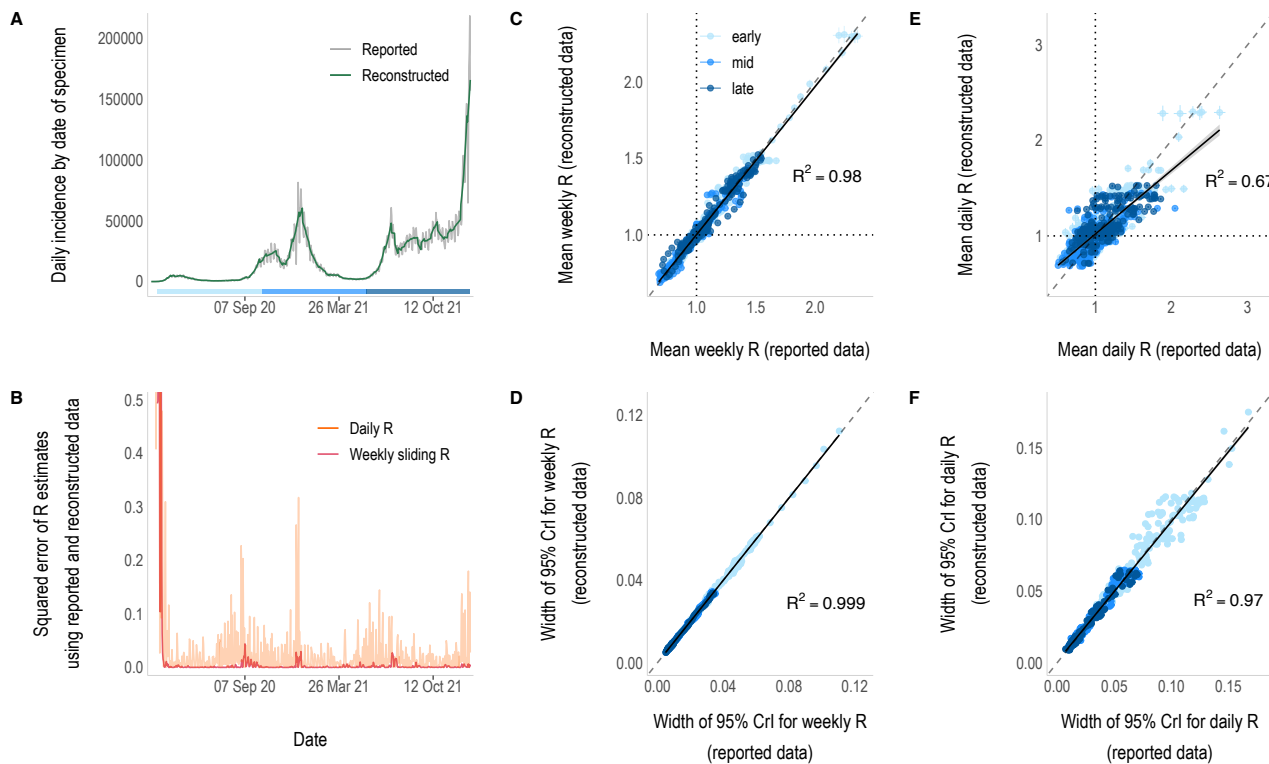 A
Daily incidence by date of specimen
200000
150000
100000
50000
0
Reported
Reconstructed
07 Sep 20
26 Mar 21
12 Oct 21
B
Squared error of R estimates
using reported and reconstructed data
0.5
0.4
0.3
0.2
0.1
0.0
Daily R
Weekly sliding R
07 Sep 20
26 Mar 21
12 Oct 21
Date
C
Mean weekly R (reconstructed data)
2.0
1.5
1.0
early
mid
late
R² = 0.98
1.0
1.5
2.0
Mean weekly R (reported data)
D
Width of 95% CrI for weekly R
(reconstructed data)
0.12
0.08
0.04
0.00
R² = 0.999
0.00
0.04
0.08
0.12
Width of 95% CrI for weekly R
(reported data)
E
Mean daily R (reconstructed data)
3
2
1
R² = 0.67
1
2
3
Mean daily R (reported data)
F
Width of 95% CrI for daily R
(reconstructed data)
0.15
0.10
0.05
0.00
R² = 0.97
0.00
0.05
0.10
0.15
Width of 95% CrI for daily R
(reported data)